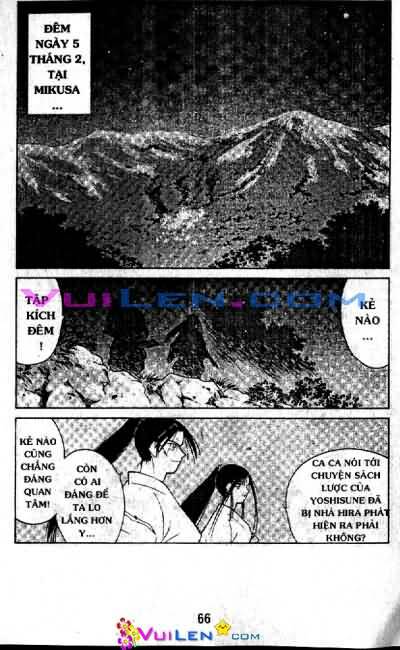 ĐÊM
NGÀY 5
THÁNG 2,
TẠI
MIKUSA
...
KẺ
NÀO
...
TẬP
KÍCH
ĐÊM
!
VUILEN.COM
CA CA NÓI TỚI
CHUYỆN SÁCH
LƯỢC CỦA
YOSHISUNE ĐÃ
BỊ NHÀ HIRA PHÁT
HIỆN RA PHẢI
KHÔNG?
CÒN
CÓ AI
ĐÁNG ĐỂ
TA LO
LẮNG HƠN
Y...
KẺ NÀO
CŨNG
CHẲNG
ĐÁNG
QUAN
TÂM!
66
VUILEN.COM